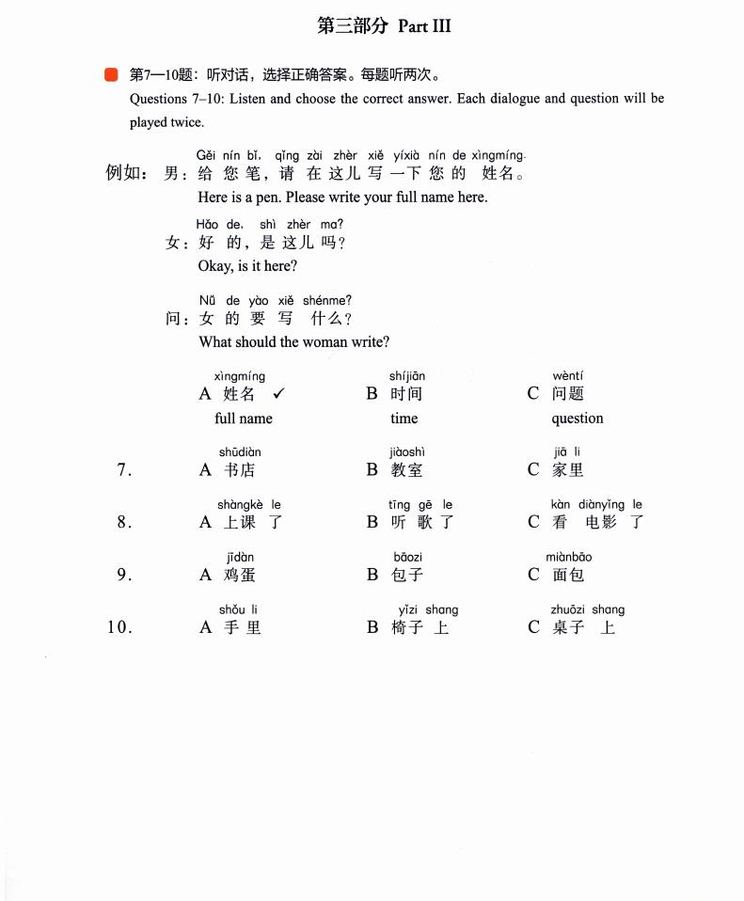 第三部分 Part III
第7—10题：听对话，选择正确答案。每题听两次。
Questions 7–10: Listen and choose the correct answer. Each dialogue and question will be
played twice.
Gěi nín bǐ, qǐng zài zhèr xiě yíxià nín de xìngmíng.
例如： 男：给 您 笔，请 在 这儿 写 一下 您 的 姓名。
Here is a pen. Please write your full name here.
Hǎo de, shì zhèr ma?
女：好 的，是 这儿 吗？
Okay, is it here?
Nǚ de yào xiě shénme?
问：女 的 要 写 什么？
What should the woman write?
xìngmíng shíjiān wèntí
A 姓名 ✓ B 时间 C 问题
full name time question
shūdiàn jiàoshì jiā li
7. A 书店 B 教室 C 家里
shàngkè le tīng gē le kàn diànyǐng le
8. A 上课 了 B 听 歌 了 C 看 电影 了
jīdàn bāozi miànbāo
9. A 鸡蛋 B 包子 C 面包
shǒu li yǐzi shang zhuōzi shang
10. A 手 里 B 椅子 上 C 桌子 上